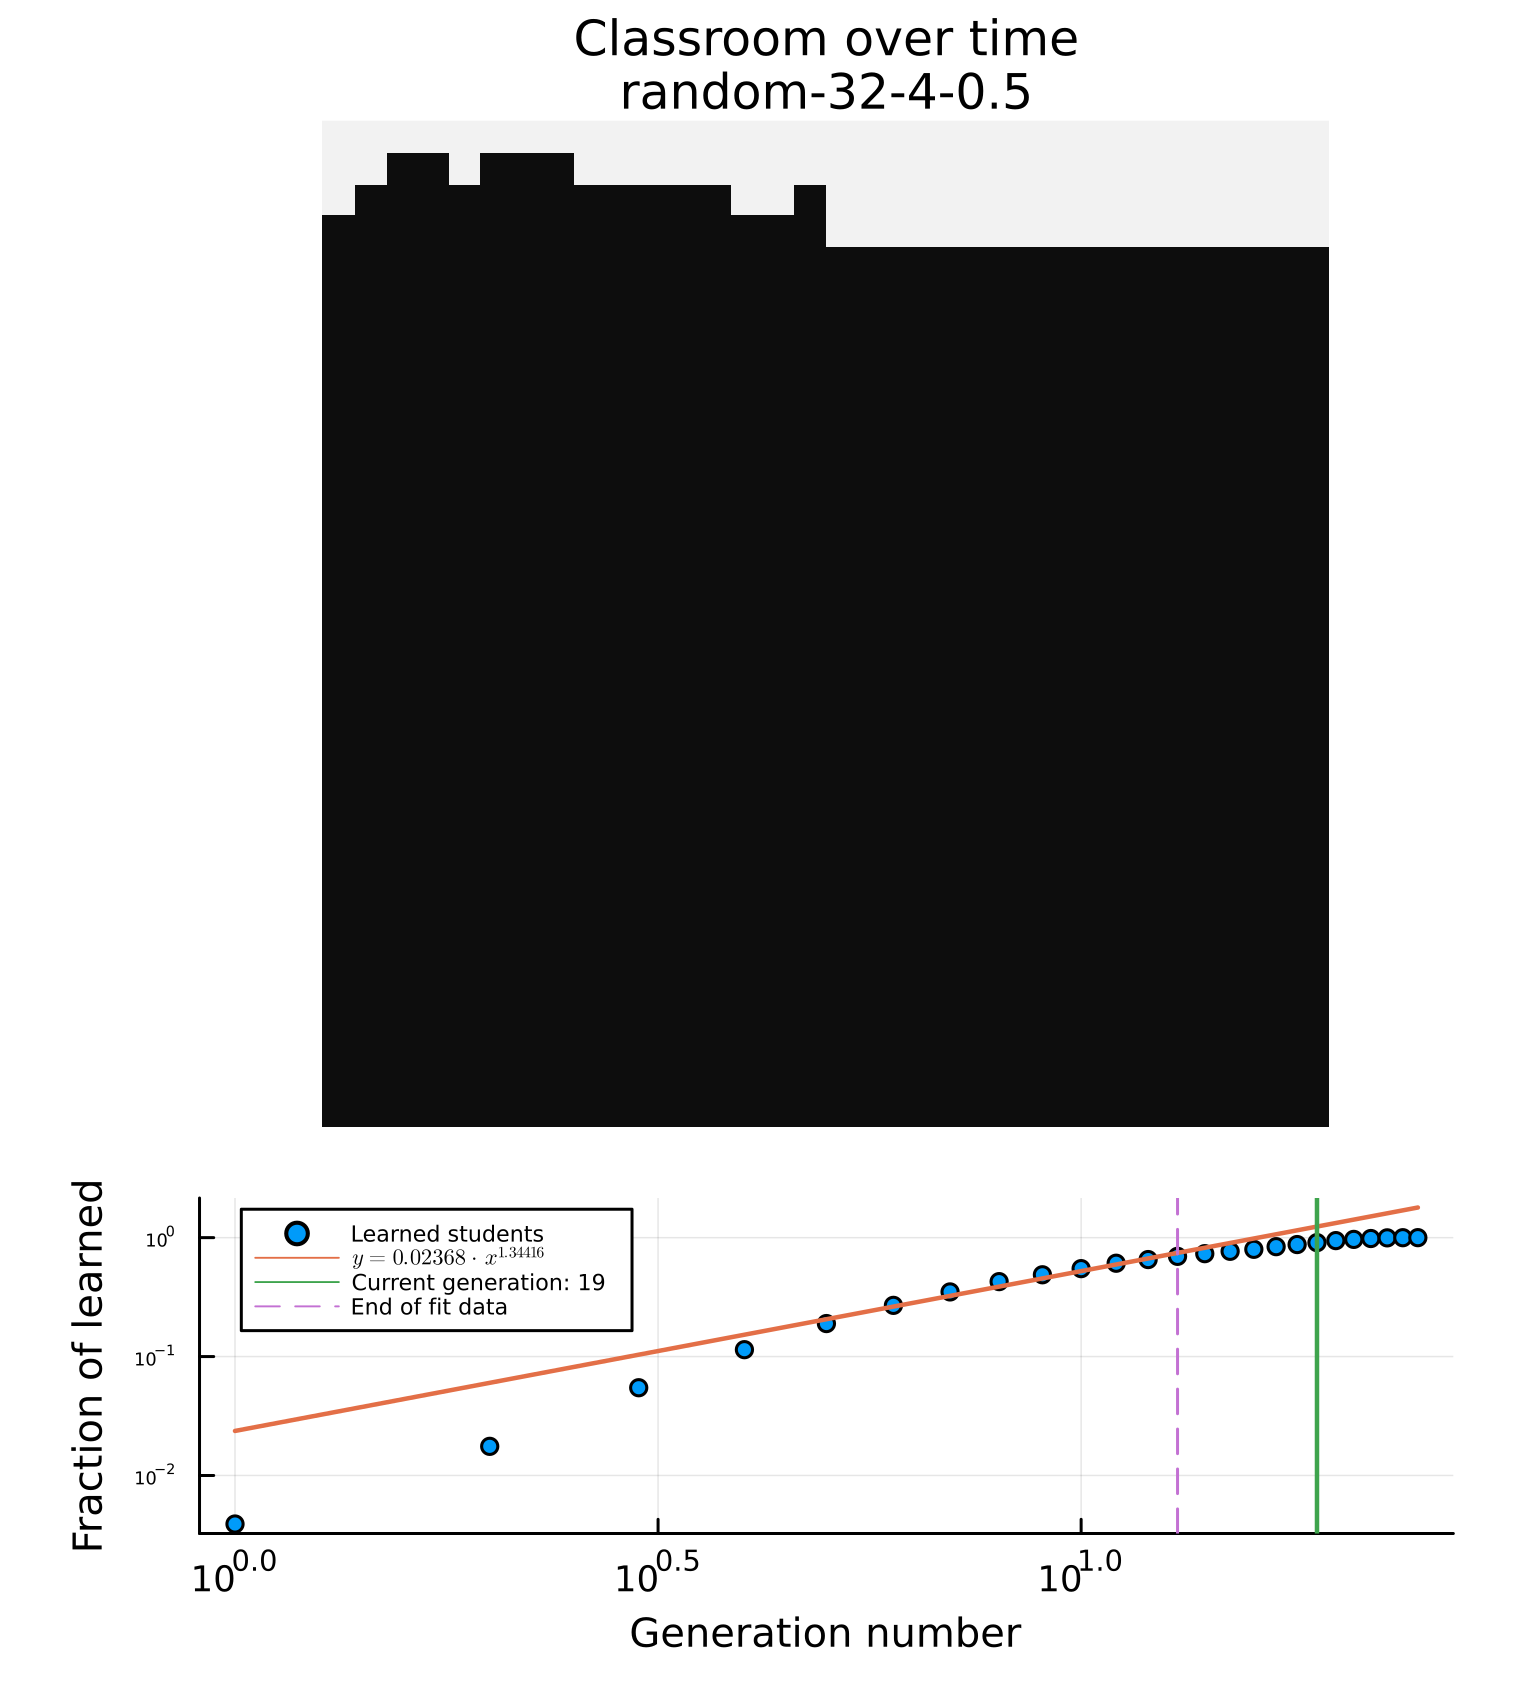 Classroom over time
random-32-4-0.5
Fraction of learned
10^0
10^-1
10^-2
Learned students
y = 0.02368 · x^1.34416
Current generation: 19
End of fit data
10^0.0 10^0.5 10^1.0
Generation number